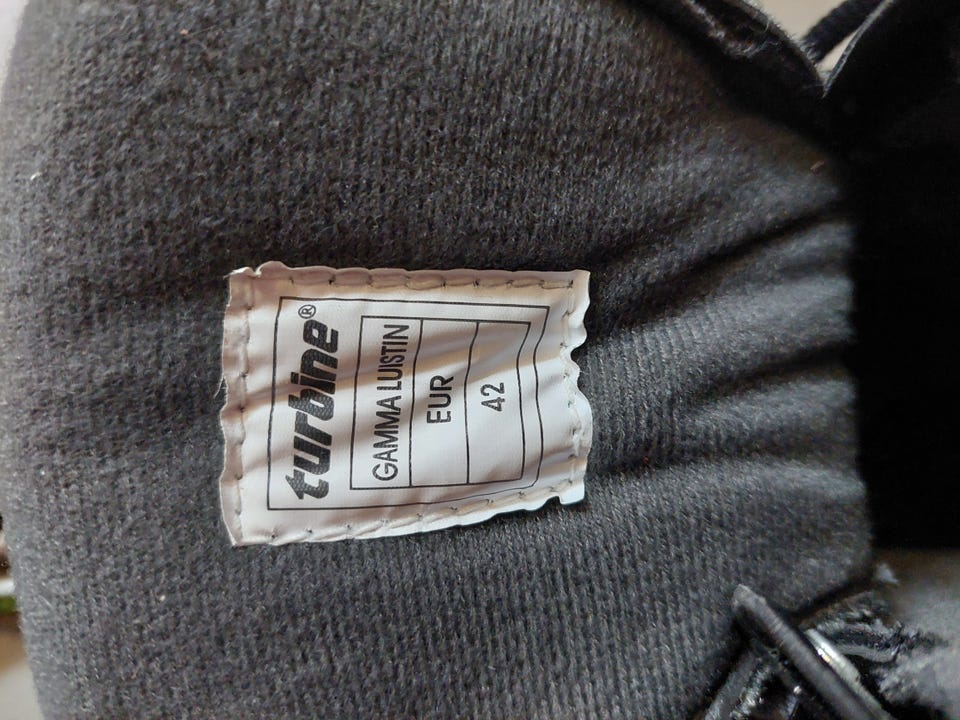 turbine®
GAMMA LUISTIN
EUR
42